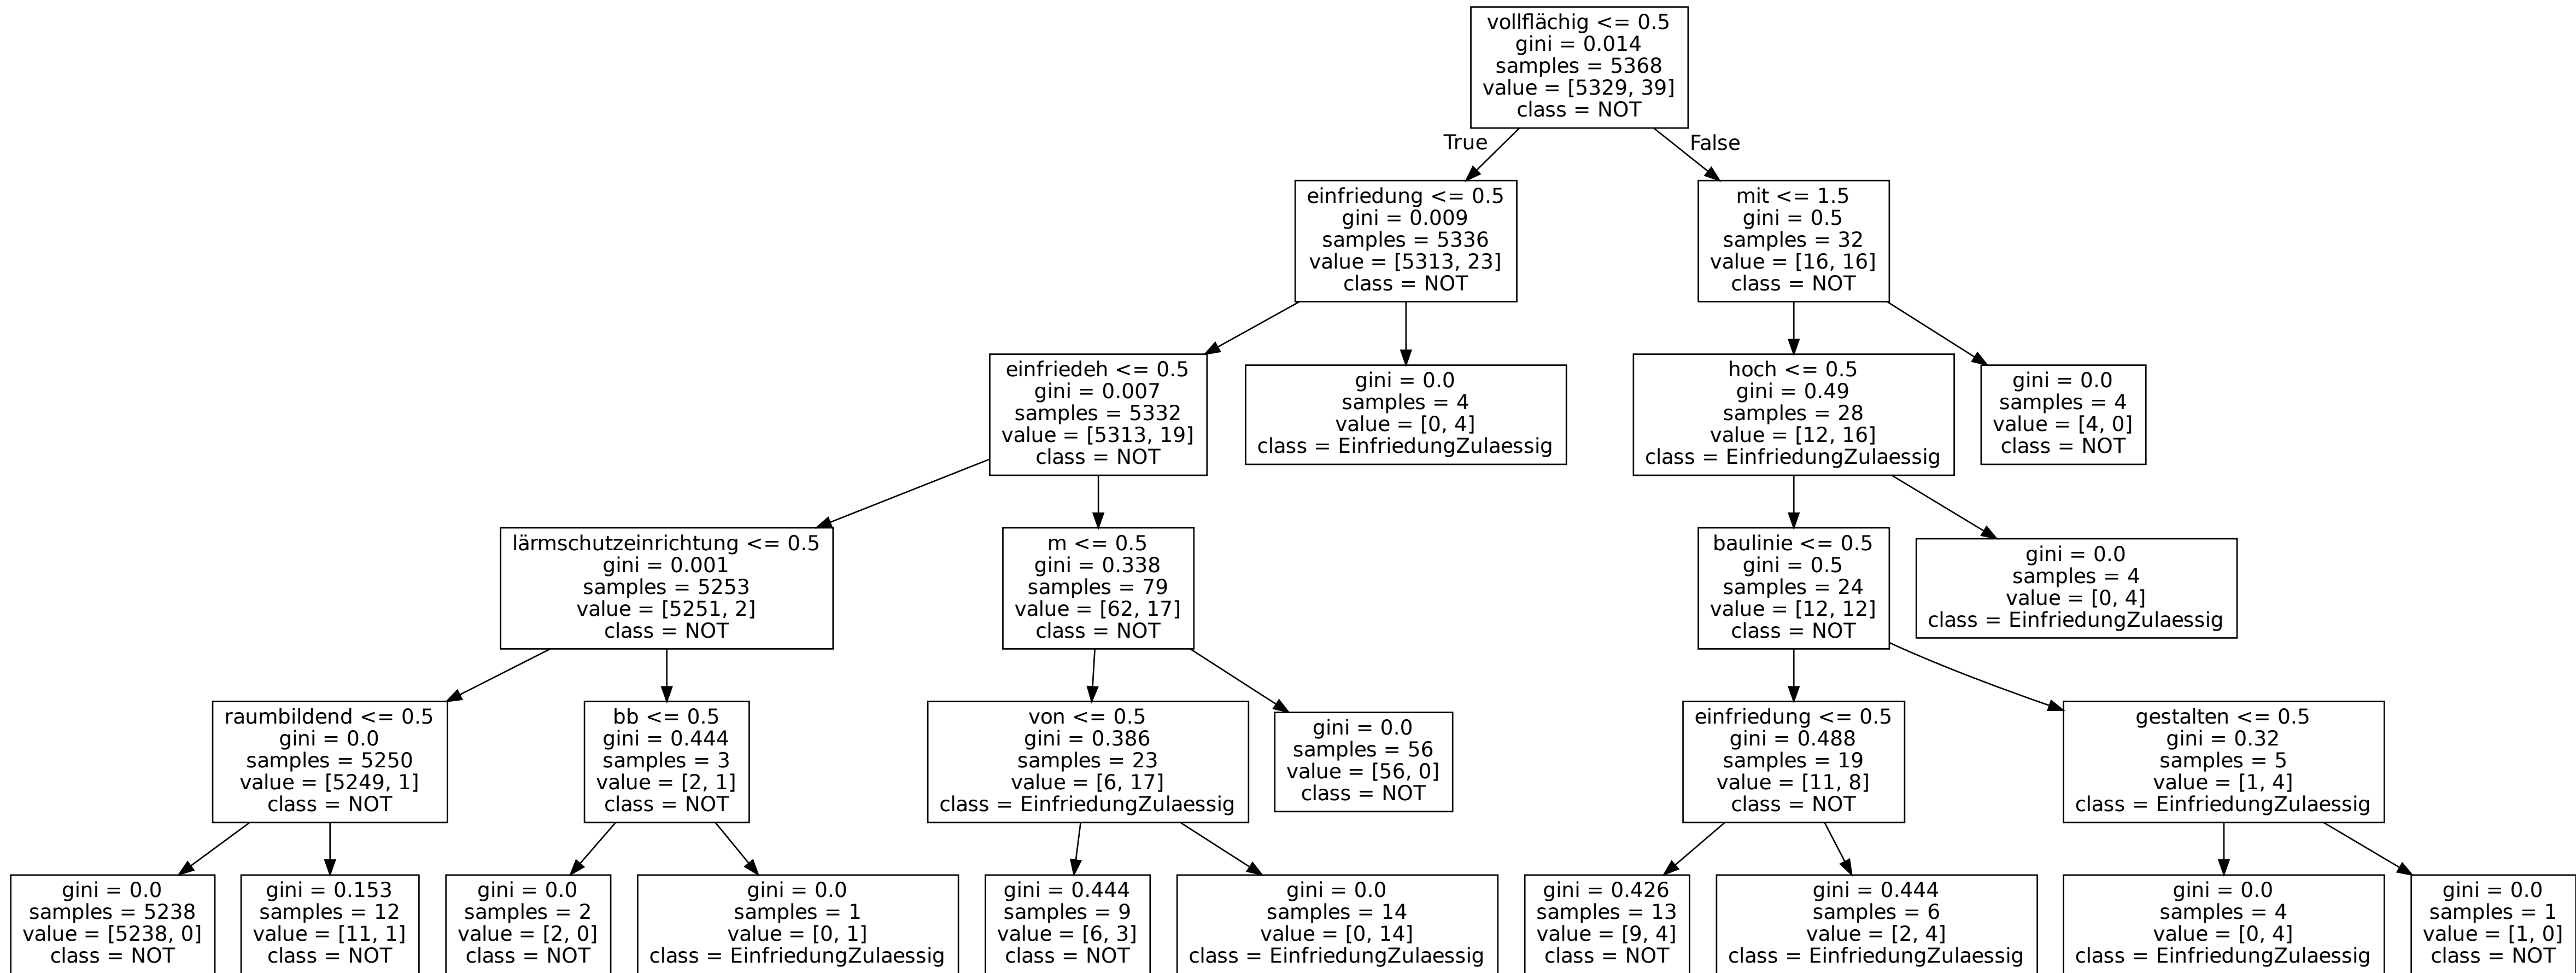 vollflächig <= 0.5
gini = 0.014
samples = 5368
value = [5329, 39]
class = NOT
True
False
einfriedung <= 0.5
gini = 0.009
samples = 5336
value = [5313, 23]
class = NOT
mit <= 1.5
gini = 0.5
samples = 32
value = [16, 16]
class = NOT
einfriedeh <= 0.5
gini = 0.007
samples = 5332
value = [5313, 19]
class = NOT
gini = 0.0
samples = 4
value = [0, 4]
class = EinfriedungZulaessig
hoch <= 0.5
gini = 0.49
samples = 28
value = [12, 16]
class = EinfriedungZulaessig
gini = 0.0
samples = 4
value = [4, 0]
class = NOT
lärmschutzeinrichtung <= 0.5
gini = 0.001
samples = 5253
value = [5251, 2]
class = NOT
m <= 0.5
gini = 0.338
samples = 79
value = [62, 17]
class = NOT
baulinie <= 0.5
gini = 0.5
samples = 24
value = [12, 12]
class = NOT
gini = 0.0
samples = 4
value = [0, 4]
class = EinfriedungZulaessig
raumbildend <= 0.5
gini = 0.0
samples = 5250
value = [5249, 1]
class = NOT
bb <= 0.5
gini = 0.444
samples = 3
value = [2, 1]
class = NOT
von <= 0.5
gini = 0.386
samples = 23
value = [6, 17]
class = EinfriedungZulaessig
gini = 0.0
samples = 56
value = [56, 0]
class = NOT
einfriedung <= 0.5
gini = 0.488
samples = 19
value = [11, 8]
class = NOT
gestalten <= 0.5
gini = 0.32
samples = 5
value = [1, 4]
class = EinfriedungZulaessig
gini = 0.0
samples = 5238
value = [5238, 0]
class = NOT
gini = 0.153
samples = 12
value = [11, 1]
class = NOT
gini = 0.0
samples = 2
value = [2, 0]
class = NOT
gini = 0.0
samples = 1
value = [0, 1]
class = EinfriedungZulaessig
gini = 0.444
samples = 9
value = [6, 3]
class = NOT
gini = 0.0
samples = 14
value = [0, 14]
class = EinfriedungZulaessig
gini = 0.426
samples = 13
value = [9, 4]
class = NOT
gini = 0.444
samples = 6
value = [2, 4]
class = EinfriedungZulaessig
gini = 0.0
samples = 4
value = [0, 4]
class = EinfriedungZulaessig
gini = 0.0
samples = 1
value = [1, 0]
class = NOT